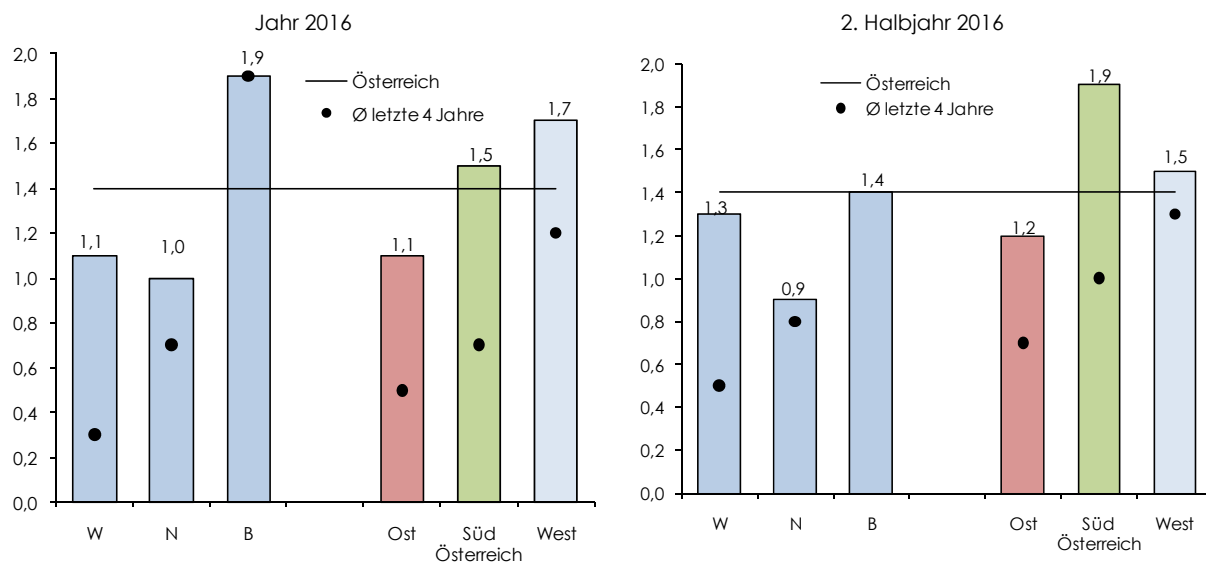 Jahr 2016
2,0
1,8
1,6
1,4
1,2
1,0
0,8
0,6
0,4
0,2
0,0
Österreich
Ø letzte 4 Jahre
1,1
1,0
1,9
1,1
1,5
1,7
W
N
B
Ost
Süd
West
Österreich
2. Halbjahr 2016
2,0
1,8
1,6
1,4
1,2
1,0
0,8
0,6
0,4
0,2
0,0
Österreich
Ø letzte 4 Jahre
1,3
0,9
1,4
1,2
1,9
1,5
W
N
B
Ost
Süd
West
Österreich